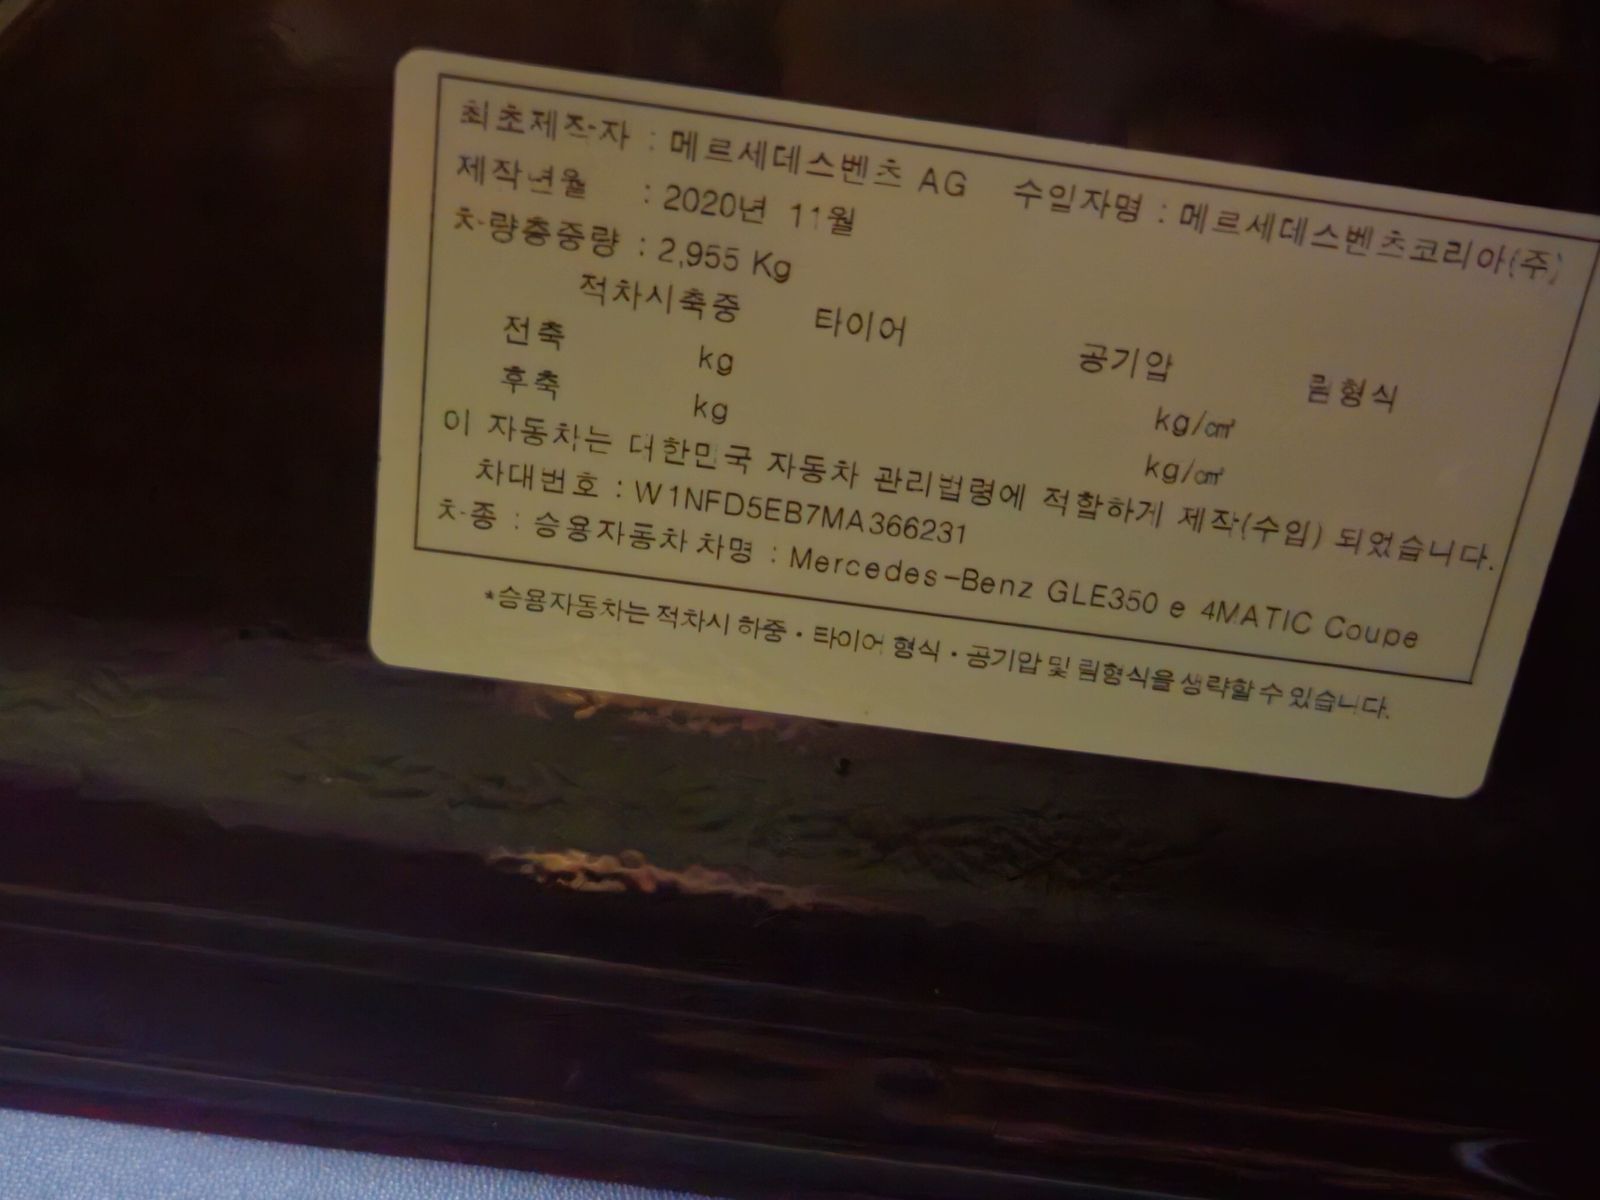 최초제작자 : 메르세데스벤츠 AG 수입자명 : 메르세데스벤츠코리아(주)
제작년월 : 2020년 11월
차량총중량 : 2,955 Kg
적차시축중 타이어 공기압 림형식
전축 kg kg/㎠
후축 kg kg/㎠
이 자동차는 대한민국 자동차 관리법령에 적합하게 제작(수입) 되었습니다.
차대번호 : W1NFD5EB7MA366231
차종 : 승용자동차 차명 : Mercedes-Benz GLE350 e 4MATIC Coupe
*승용자동차는 적차시 하중·타이어 형식·공기압 및 림형식을 생략할 수 있습니다.